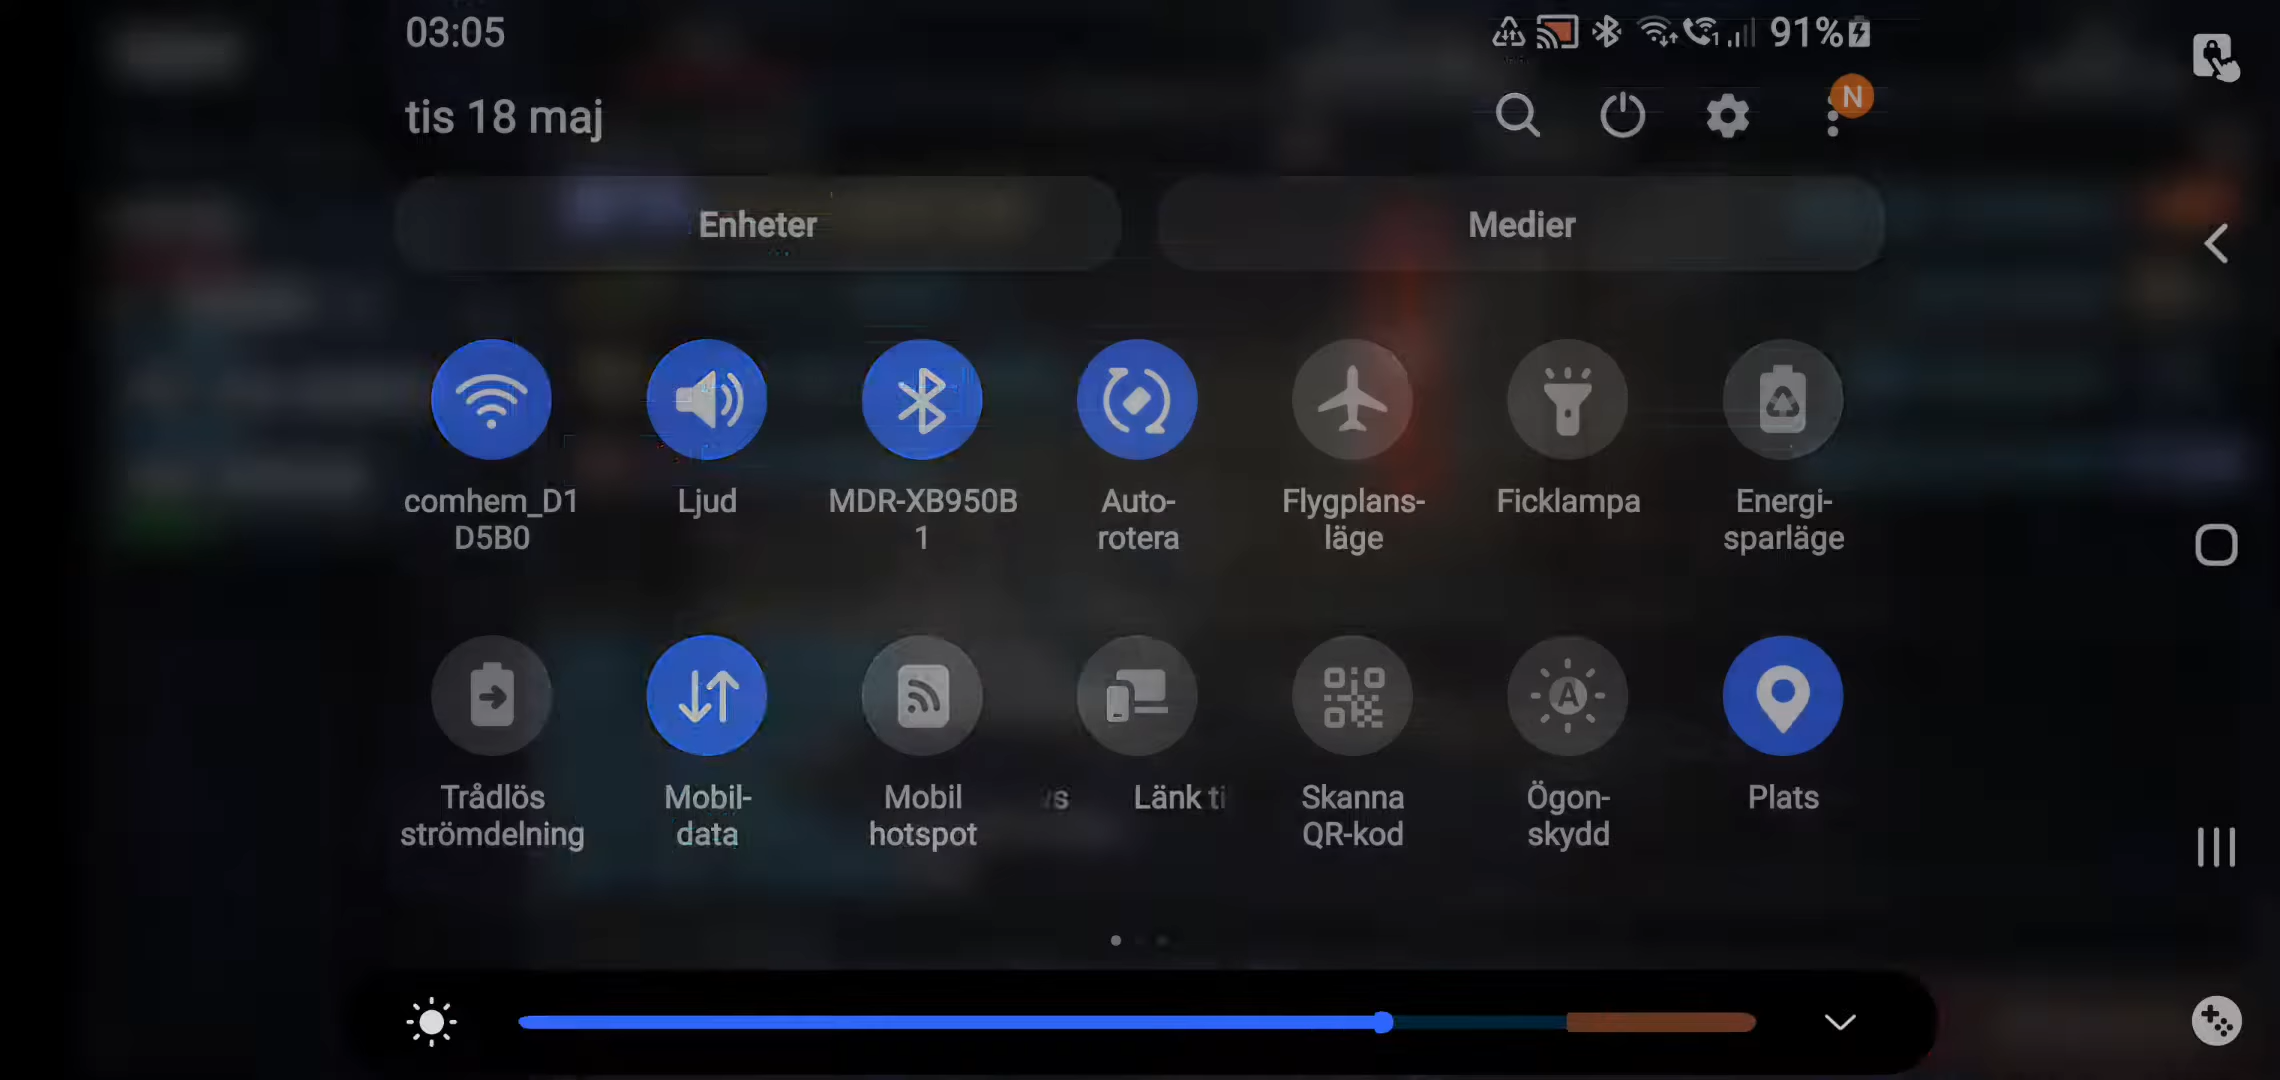 03:05
91%
tis 18 maj
N
Enheter
Medier
comhem_D1
D5B0
Ljud
MDR-XB950B
1
Auto-
rotera
Flygplans-
läge
Ficklampa
Energi-
sparläge
Trådlös
strömdelning
Mobil-
data
Mobil
hotspot
s Länk ti
Skanna
QR-kod
Ögon-
skydd
Plats